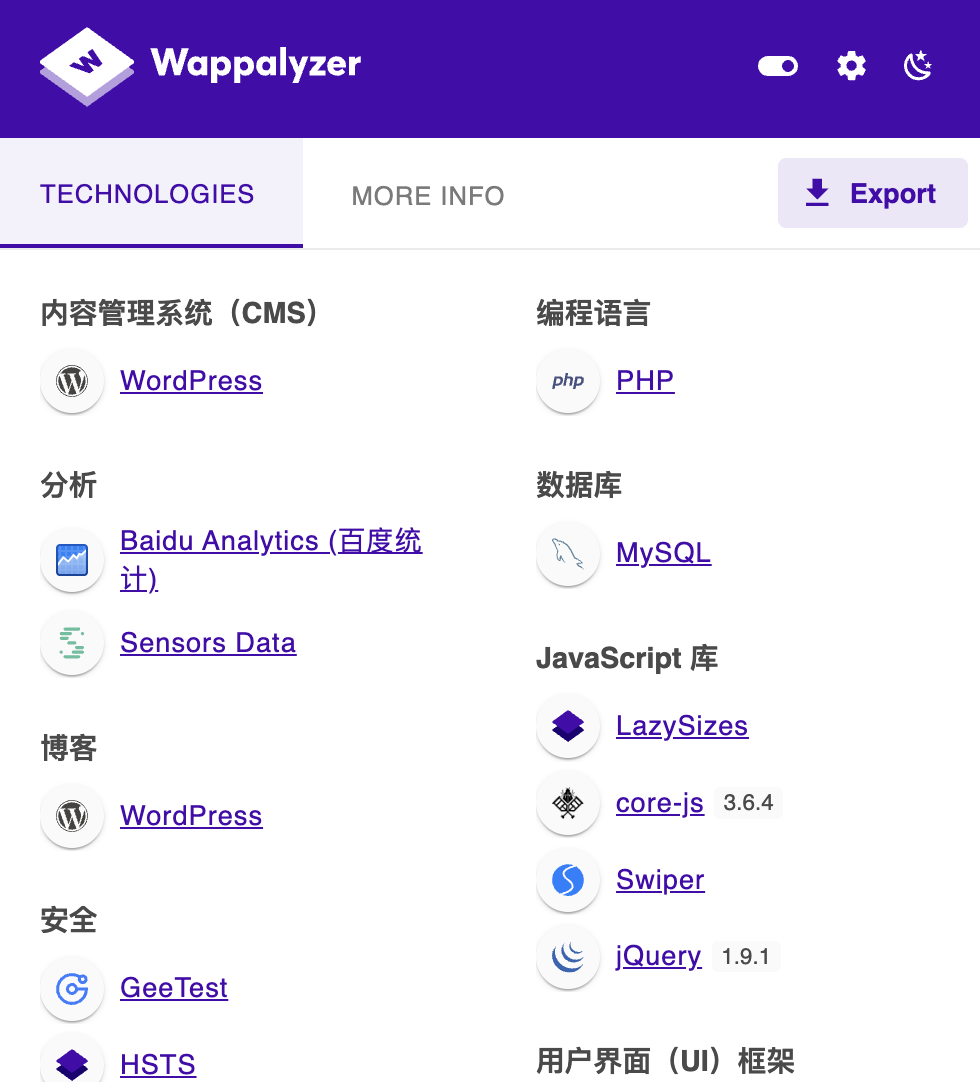 Wappalyzer
TECHNOLOGIES
MORE INFO
Export
内容管理系统（CMS）
WordPress
分析
Baidu Analytics (百度统
计)
Sensors Data
博客
WordPress
安全
GeeTest
HSTS
编程语言
php
PHP
数据库
MySQL
JavaScript 库
LazySizes
core-js 3.6.4
Swiper
jQuery 1.9.1
用户界面（UI）框架